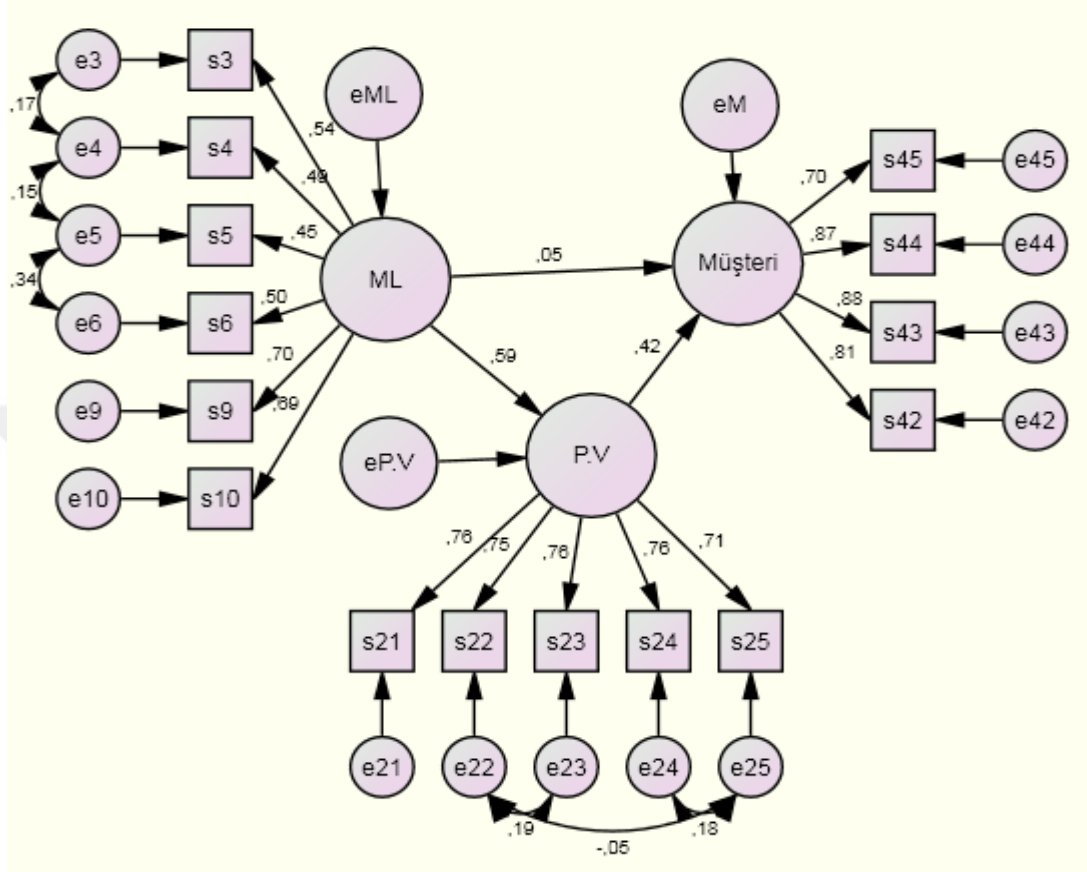 e3
s3
,17
,54
eML
eM
e4
s4
,49
,15
e5
s5
,45
,34
e6
s6
,50
ML
,05
Müşteri
,70
s45
e45
,87
s44
e44
,88
s43
e43
,81
s42
e42
e9
s9
,70
e10
s10
,69
,59
,42
eP.V
P.V
,76
,75
,76
,76
,71
s21
s22
s23
s24
s25
e21
e22
e23
e24
e25
,19
,18
-,05